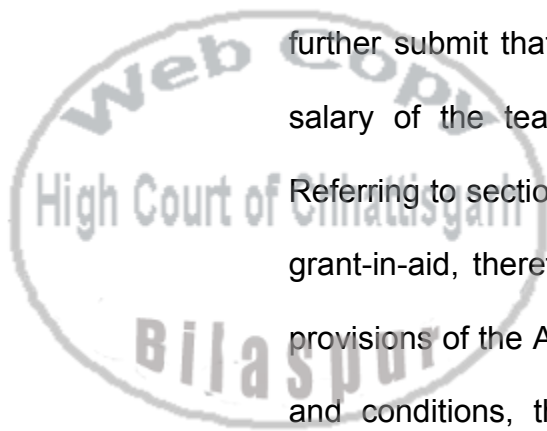 further submit that
salary of the tea
Referring to sectio
grant-in-aid, there
provisions of the A
and conditions, th
Web Copy
High Court of Chhattisgarh
Bilaspur